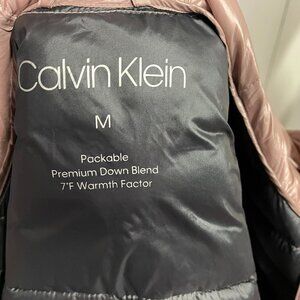 Calvin Klein
M
Packable
Premium Down Blend
7°F Warmth Factor